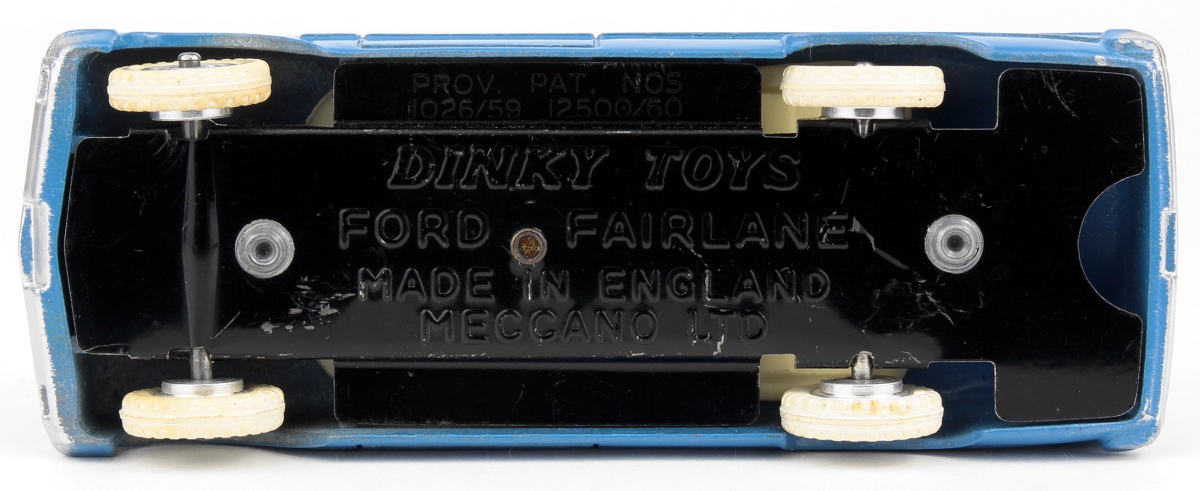 PROV. PAT. NOS
1026/59 12500/60
DINKY TOYS
FORD FAIRLANE
MADE IN ENGLAND
MECCANO LTD